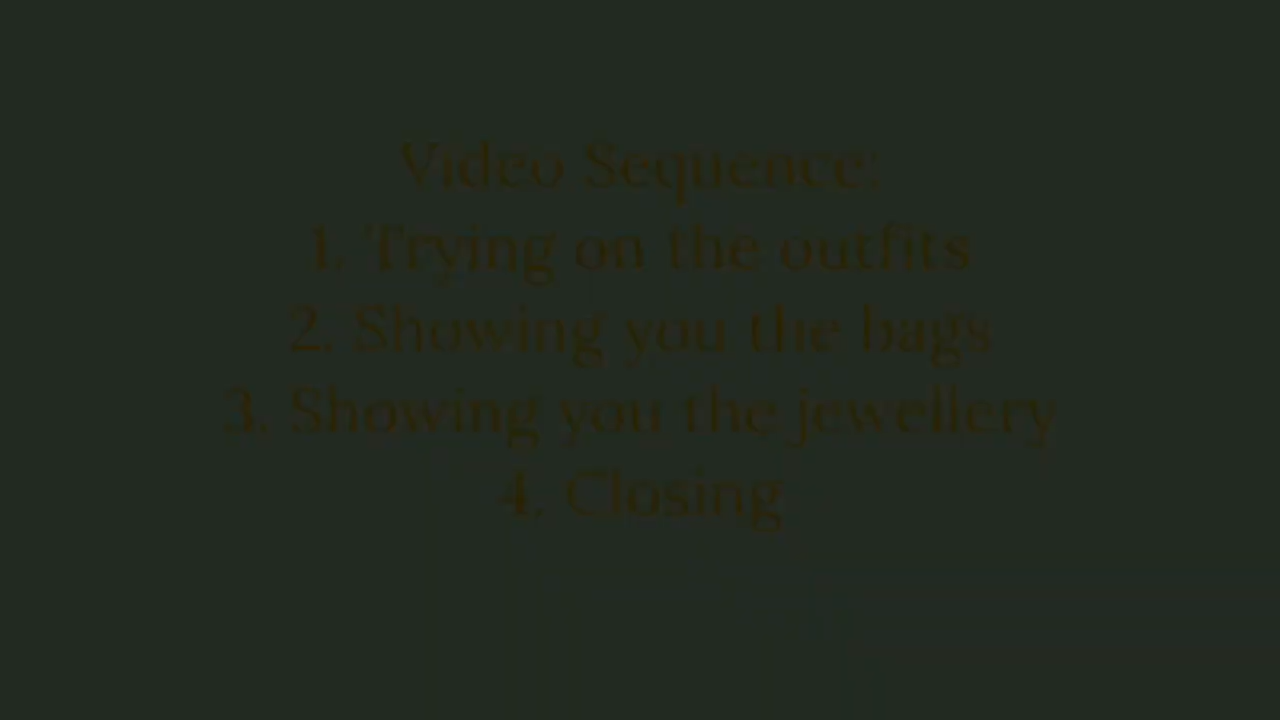 Video Sequence:
1. Trying on the outfits
2. Showing you the bags
3. Showing you the jewellery
4. Closing